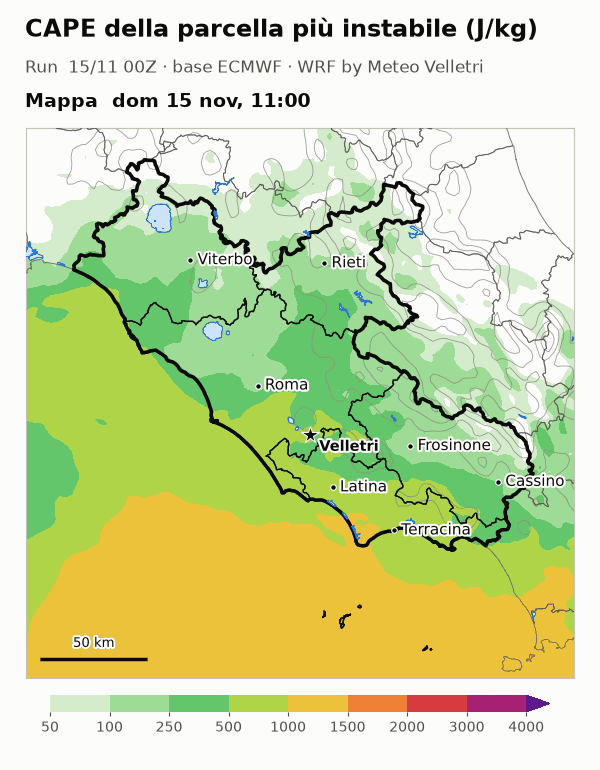 CAPE della parcella più instabile (J/kg)
Run  15/11 00Z · base ECMWF · WRF by Meteo Velletri
Mappa  dom 15 nov, 11:00
Viterbo
Rieti
Roma
Velletri
Frosinone
Latina
Cassino
Terracina
50 km
50 100 250 500 1000 1500 2000 3000 4000